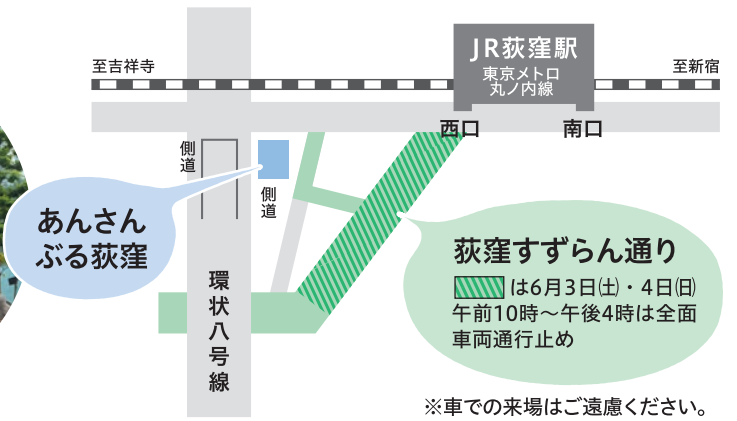 JR荻窪駅
東京メトロ
丸ノ内線
至吉祥寺
至新宿
西口
南口
側道
側道
あんさん
ぶる荻窪
環状八号線
荻窪すずらん通り
は6月3日㈯・4日㈰
午前10時～午後4時は全面
車両通行止め
※車での来場はご遠慮ください。